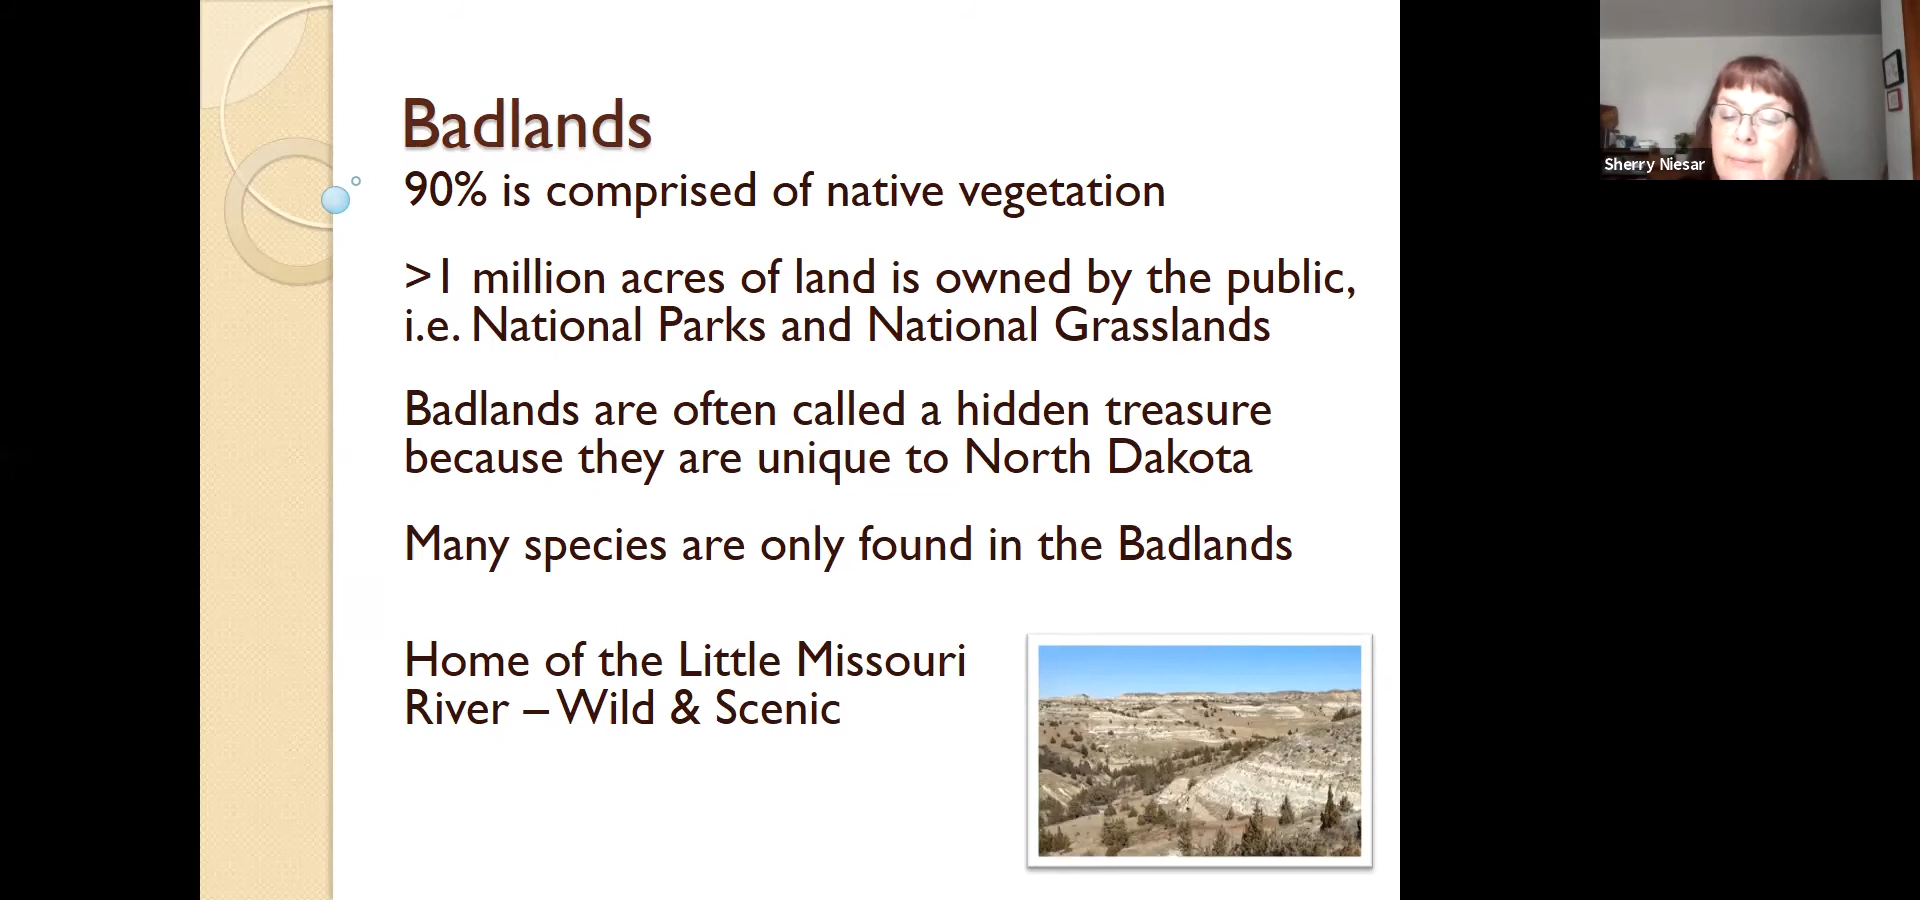 Badlands
90% is comprised of native vegetation
>1 million acres of land is owned by the public,
i.e. National Parks and National Grasslands
Badlands are often called a hidden treasure
because they are unique to North Dakota
Many species are only found in the Badlands
Home of the Little Missouri
River – Wild & Scenic
Sherry Niesar